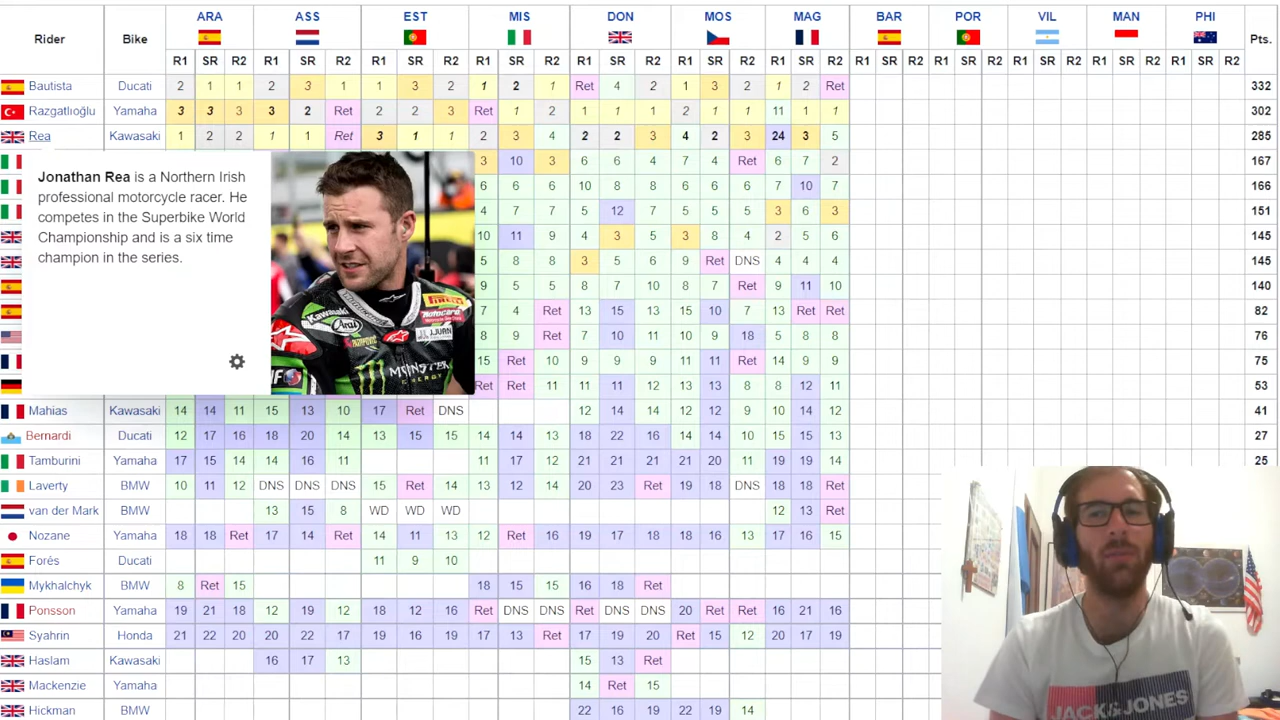 ARA ASS EST MIS DON MOS MAG BAR POR VIL MAN PHI
Rider Bike Pts.
R1 SR R2 R1 SR R2 R1 SR R2 R1 SR R2 R1 SR R2 R1 SR R2 R1 SR R2 R1 SR R2 R1 SR R2 R1 SR R2 R1 SR R2 R1 SR R2
Bautista Ducati 2 1 1 2 3 1 1 3 2 1 2 1 Ret 4 2 1 3 2 1 2 Ret 332
Razgatlıoğlu Yamaha 3 3 3 3 2 Ret 2 2 3 Ret 1 2 1 1 1 2 1 1 11 1 1 302
Rea Kawasaki 1 2 2 1 1 Ret 3 1 1 2 3 4 2 2 3 4 2 3 24 3 5 285
3 10 3 6 6 4 7 4 Ret 6 7 2 167
6 6 6 10 8 8 6 6 6 7 10 7 166
4 7 7 5 12 7 5 5 5 3 6 3 151
10 11 9 4 3 5 3 8 4 2 5 6 145
5 8 8 3 5 6 9 Ret DNS 4 4 4 145
9 5 5 8 7 10 8 7 Ret 9 11 10 140
7 4 Ret 13 15 13 15 10 7 13 Ret Ret 82
8 9 Ret 7 10 11 10 9 18 5 8 8 76
15 Ret 10 9 9 9 11 11 Ret 14 9 9 75
Ret Ret 11 11 11 12 13 13 8 8 12 11 53
Mahias Kawasaki 14 14 11 15 13 10 17 Ret DNS 12 14 14 12 12 9 10 14 12 41
Bernardi Ducati 12 17 16 18 20 14 13 15 15 14 14 13 18 22 16 14 14 10 15 15 13 27
Tamburini Yamaha 17 15 14 14 16 11 11 17 12 21 21 21 21 20 11 19 19 14 25
Laverty BMW 10 11 12 DNS DNS DNS 15 Ret 14 13 12 14 20 23 Ret 19 18 DNS 18 18 Ret
van der Mark BMW 13 15 8 WD WD WD 12 13 Ret
Nozane Yamaha 18 18 Ret 17 14 Ret 14 11 13 12 Ret 16 19 17 18 18 16 13 17 16 15
Forés Ducati 11 9 10
Mykhalchyk BMW 8 Ret 15 18 15 15 16 18 Ret
Ponsson Yamaha 19 21 18 12 19 12 18 12 16 Ret DNS DNS Ret DNS DNS 20 Ret Ret 16 21 16
Syahrin Honda 21 22 20 20 22 17 19 16 19 17 13 Ret 17 19 20 Ret 15 12 20 17 19
Haslam Kawasaki 16 17 13 15 13 Ret
Mackenzie Yamaha 14 Ret 15
Hickman BMW 22 16 19 22 19 14
Jonathan Rea is a Northern Irish
professional motorcycle racer. He
competes in the Superbike World
Championship and is a six time
champion in the series.
Kawasaki
Arai
PIRELLI
Motocard
JJUAN
MONSTER
ENERGY
JACK&JONES